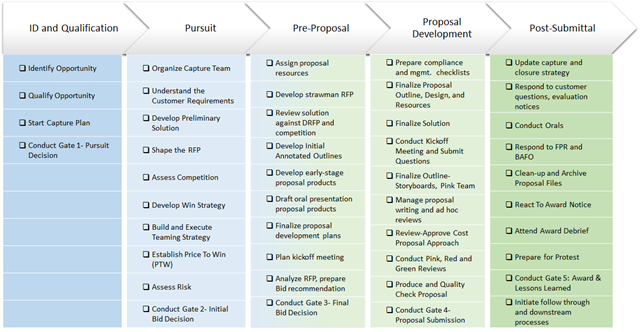 ID and Qualification
Pursuit
Pre-Proposal
Proposal
Development
Post-Submittal
Identify Opportunity
Qualify Opportunity
Start Capture Plan
Conduct Gate 1- Pursuit
Decision
Organize Capture Team
Understand the
Customer Requirements
Develop Preliminary
Solution
Shape the RFP
Assess Competition
Develop Win Strategy
Build and Execute
Teaming Strategy
Establish Price To Win
(PTW)
Assess Risk
Conduct Gate 2- Initial
Bid Decision
Assign proposal
resources
Develop strawman RFP
Review solution
against DRFP and
competition
Develop Initial
Annotated Outlines
Develop early-stage
proposal products
Draft oral presentation
proposal products
Finalize proposal
development plans
Plan kickoff meeting
Analyze RFP, prepare
Bid recommendation
Conduct Gate 3- Final
Bid Decision
Prepare compliance
and mgmt. checklists
Finalize Proposal
Outline, Design, and
Resources
Finalize Solution
Conduct Kickoff
Meeting and Submit
Questions
Finalize Outline-
Storyboards, Pink Team
Manage proposal
writing and ad hoc
reviews
Review-Approve Cost
Proposal Approach
Conduct Pink, Red and
Green Reviews
Produce and Quality
Check Proposal
Conduct Gate 4-
Proposal Submission
Update capture and
closure strategy
Respond to customer
questions, evaluation
notices
Conduct Orals
Respond to FPR and
BAFO
Clean-up and Archive
Proposal Files
React To Award Notice
Attend Award Debrief
Prepare for Protest
Conduct Gate 5: Award &
Lessons Learned
Initiate follow through
and downstream
processes